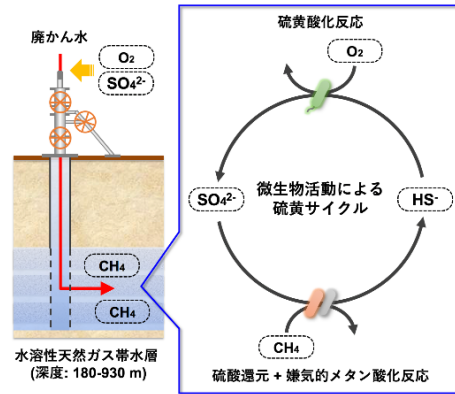 廃かん水
O₂
SO₄²⁻
CH₄
CH₄
水溶性天然ガス帯水層
(深度: 180-930 m)
硫黄酸化反応
O₂
微生物活動による
硫黄サイクル
SO₄²⁻
HS⁻
CH₄
硫酸還元 + 嫌気的メタン酸化反応